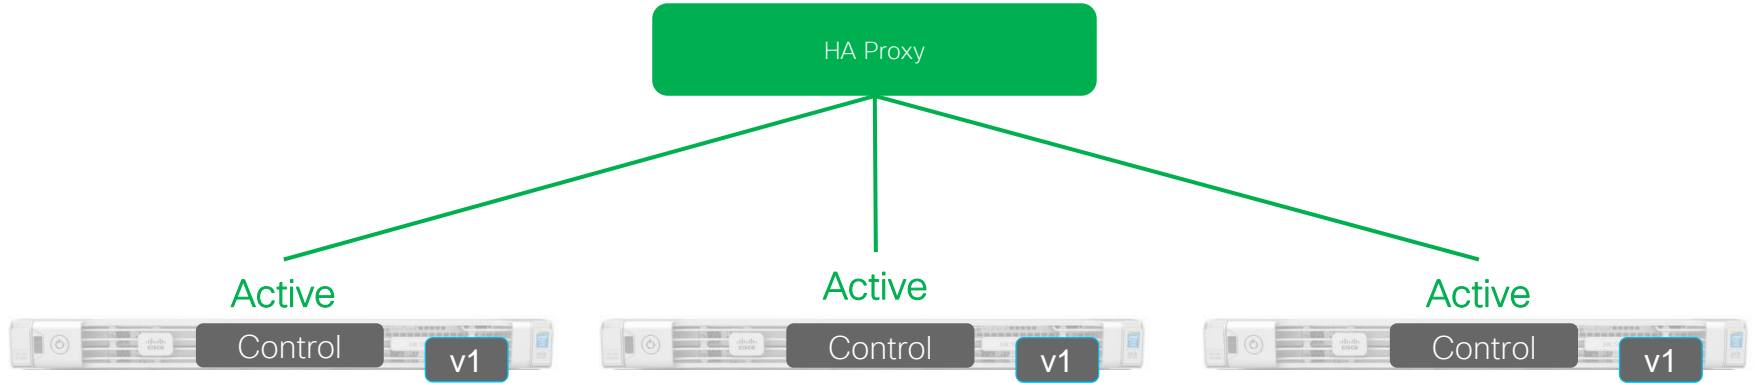 HA Proxy
Active
Active
Active
Control
v1
Control
v1
Control
v1